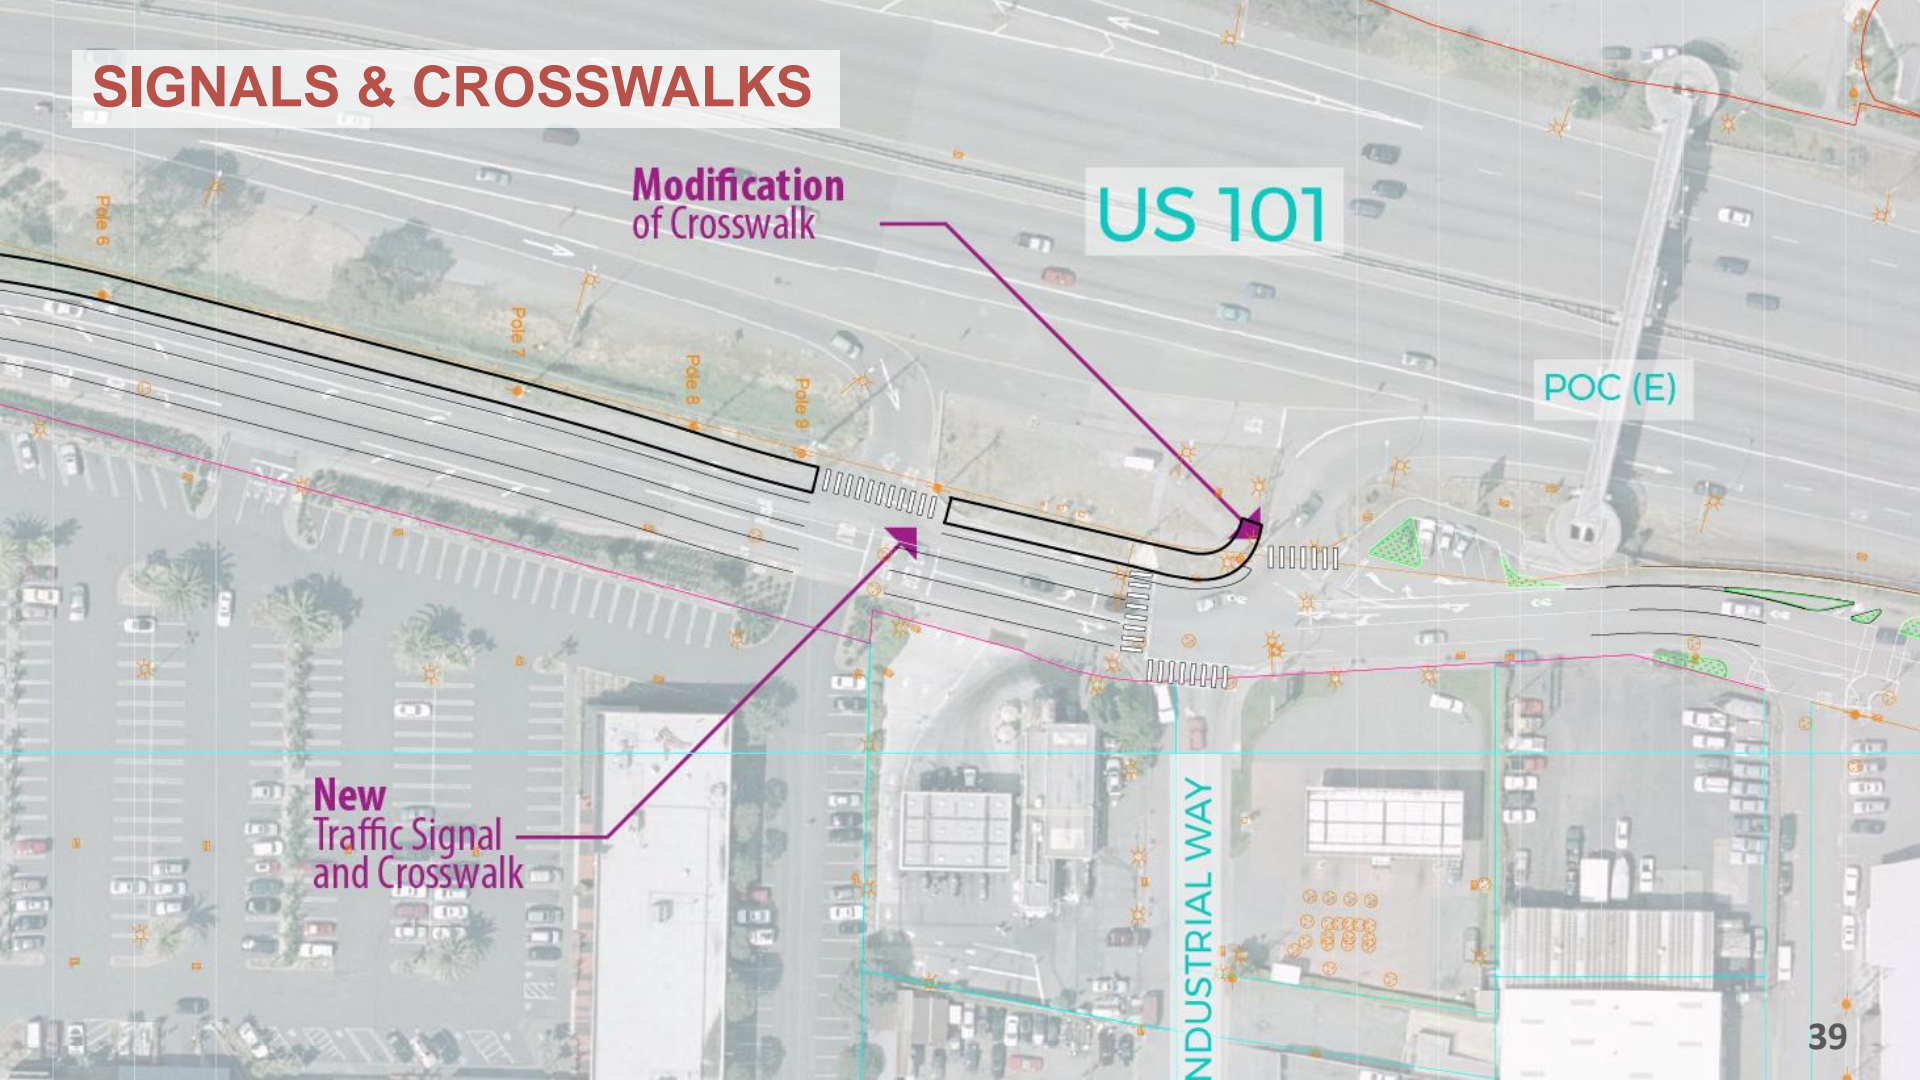 SIGNALS & CROSSWALKS
Modification
of Crosswalk
US 101
Pole 6
Pole 7
Pole 8
Pole 9
POC (E)
New
Traffic Signal
and Crosswalk
NDUSTRIAL WAY
39